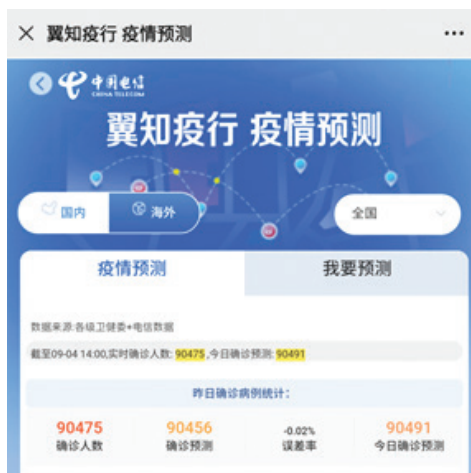 翼知疫行 疫情预测
中国电信
CHINA TELECOM
翼知疫行 疫情预测
国内
海外
全国
疫情预测
我要预测
数据来源:各级卫健委+电信数据
截至09-04 14:00,实时确诊人数: 90475 ,今日确诊预测: 90491
昨日确诊病例统计：
90475 90456 -0.02% 90491
确诊人数 确诊预测 误差率 今日确诊预测